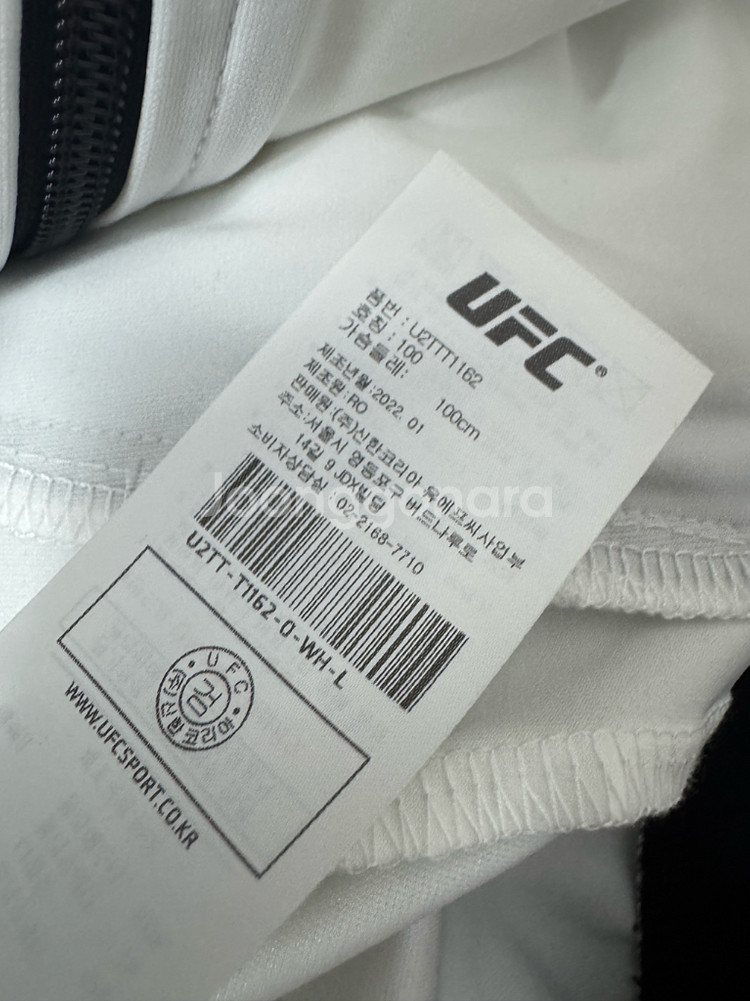 UFC®
품번 : U2TTT1162
호칭 : 100
가슴둘레: 100cm
제조년월:2022. 01
제조원:RO
판매원:(주)신한코리아 유에프씨사업부
주소:서울시 영등포구 버드나루로
14길 9 JDX빌딩
소비자상담실 : 02-2168-7710
Joonggonara
U2TT-T1162-0-WH-L
UFC
검
(주)신한코리아
WWW.UFCSPORT.CO.KR